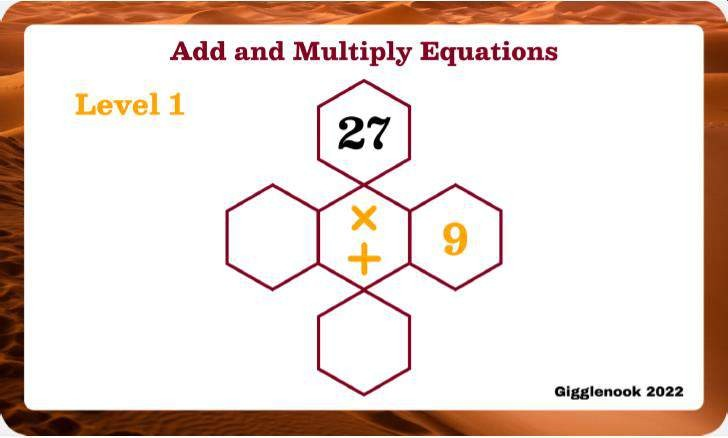 Add and Multiply Equations
Level 1
27
×
9
+
Gigglenook 2022